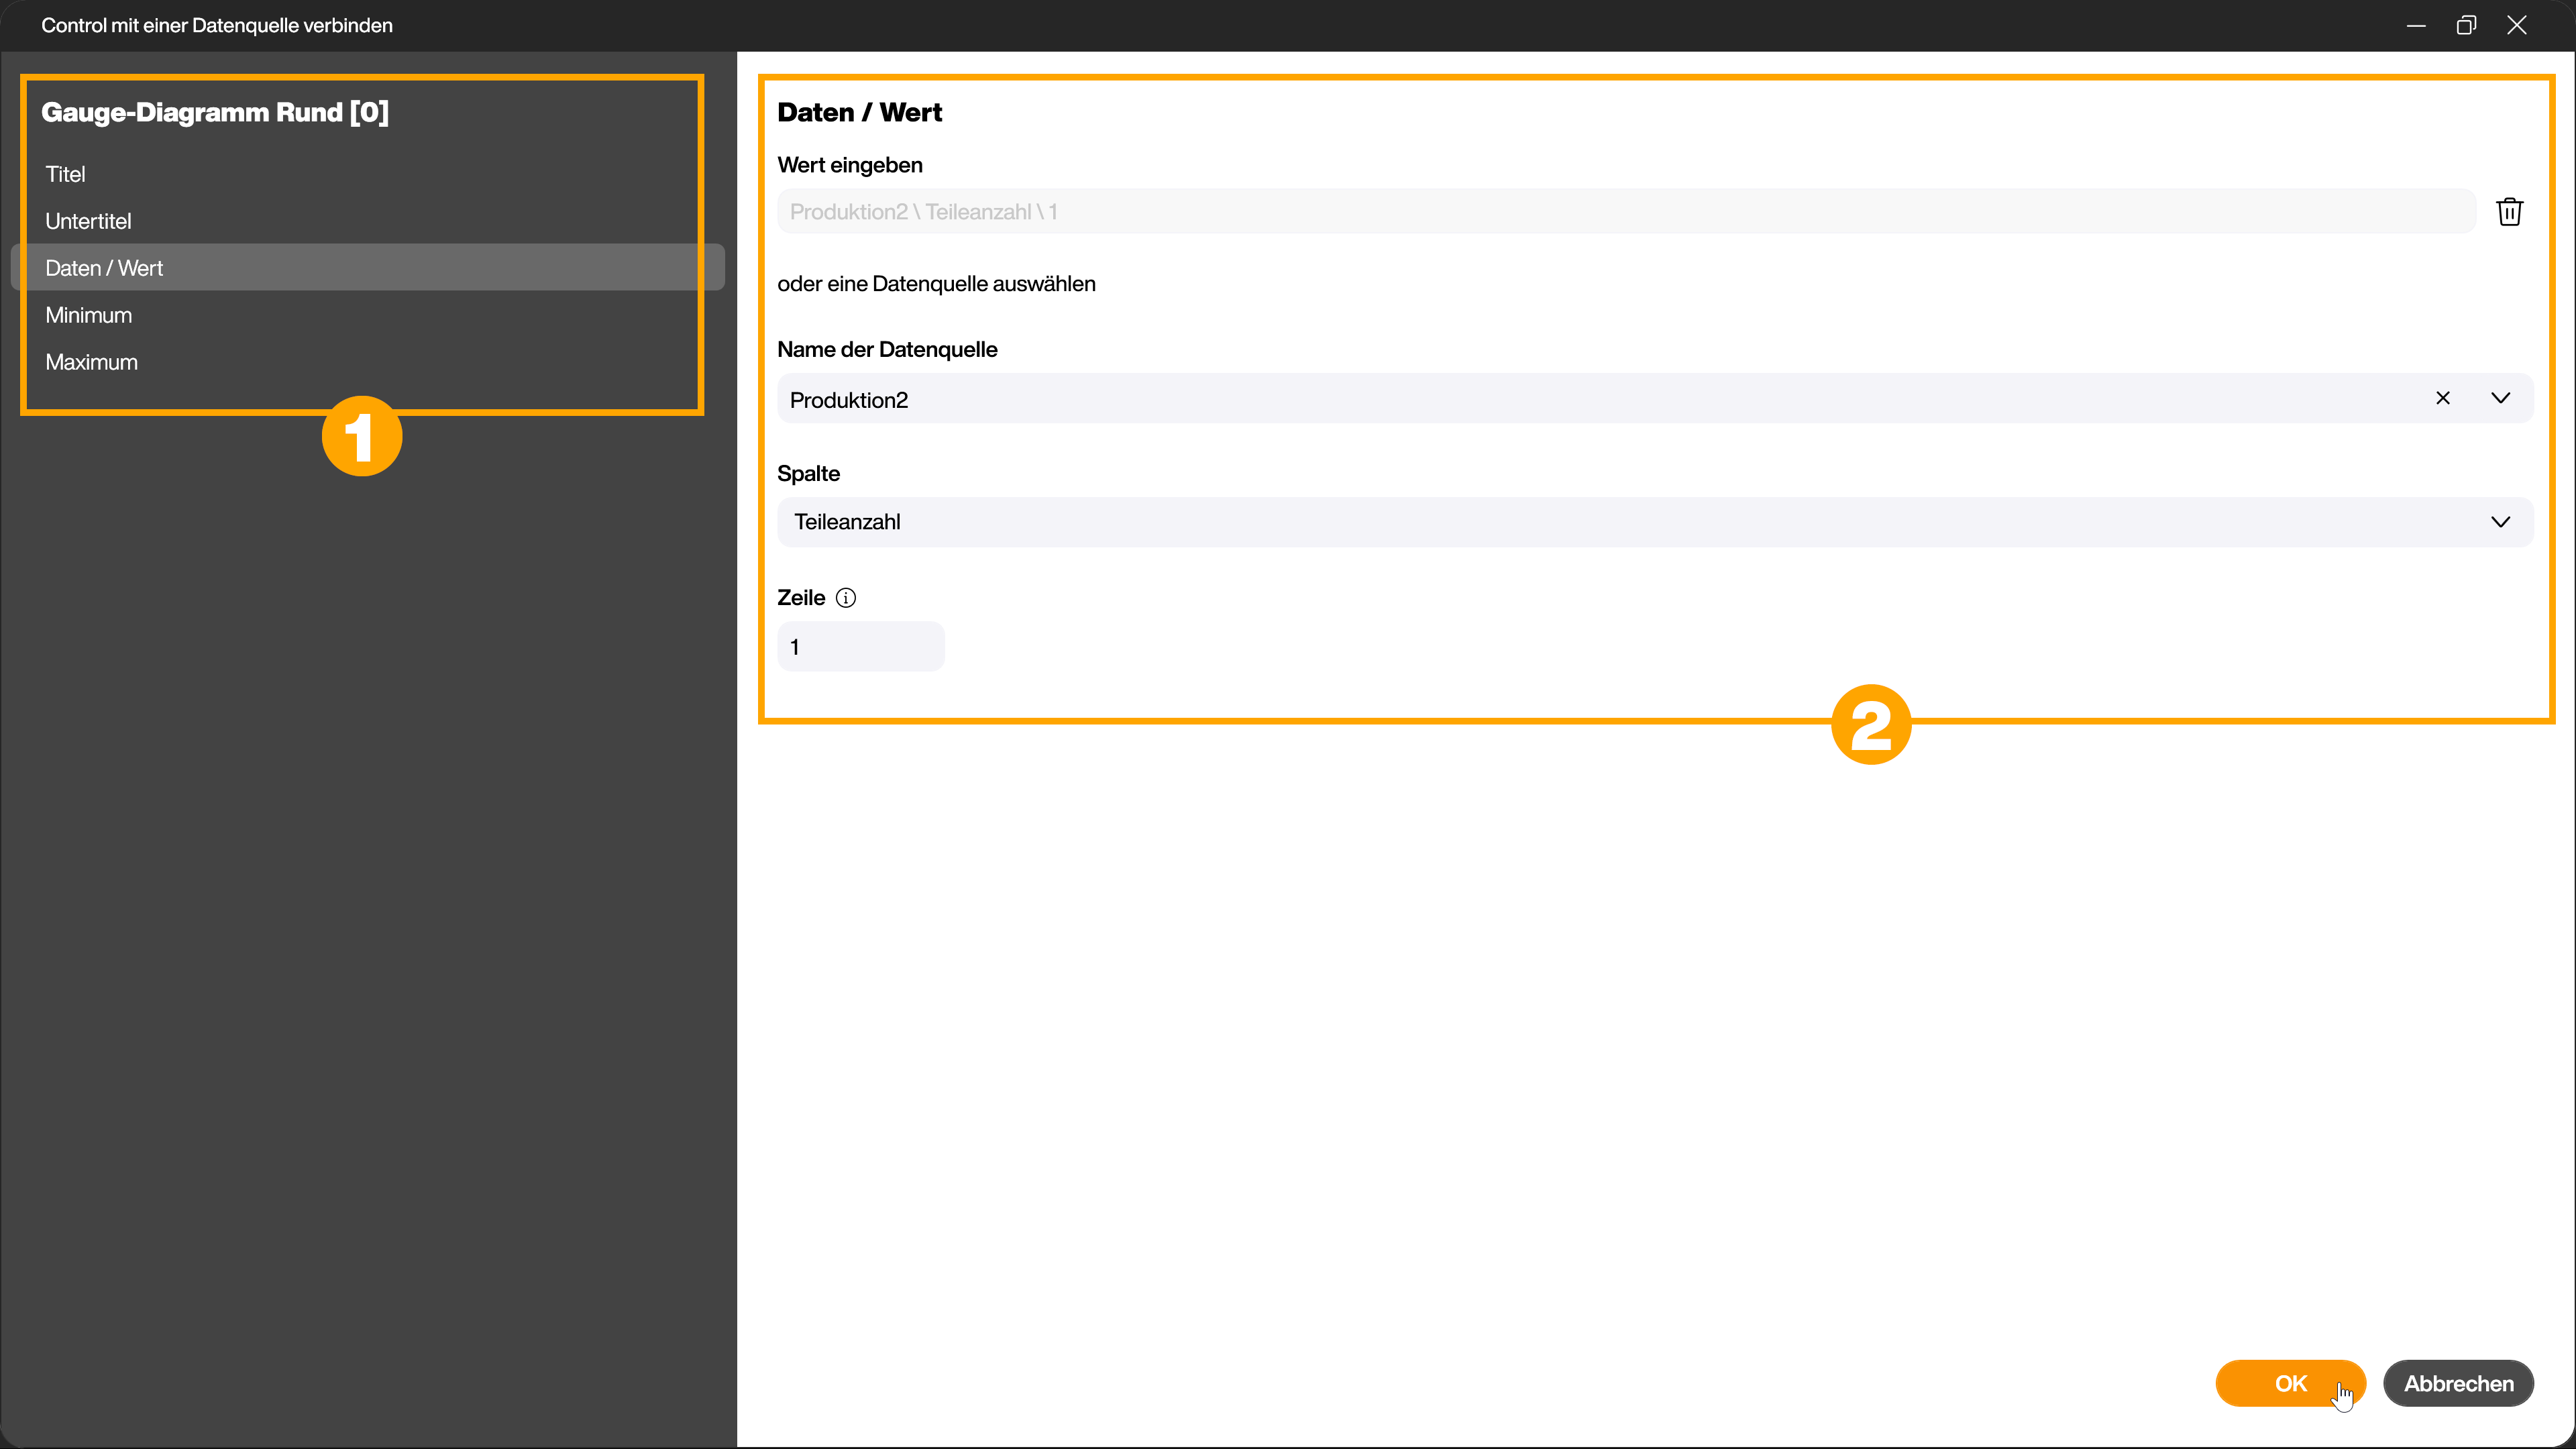 Control mit einer Datenquelle verbinden
Gauge-Diagramm Rund [0]
Titel
Untertitel
Daten / Wert
Minimum
Maximum
1
Daten / Wert
Wert eingeben
Produktion2 \ Teileanzahl \ 1
oder eine Datenquelle auswählen
Name der Datenquelle
Produktion2
Spalte
Teileanzahl
Zeile
1
2
OK
Abbrechen